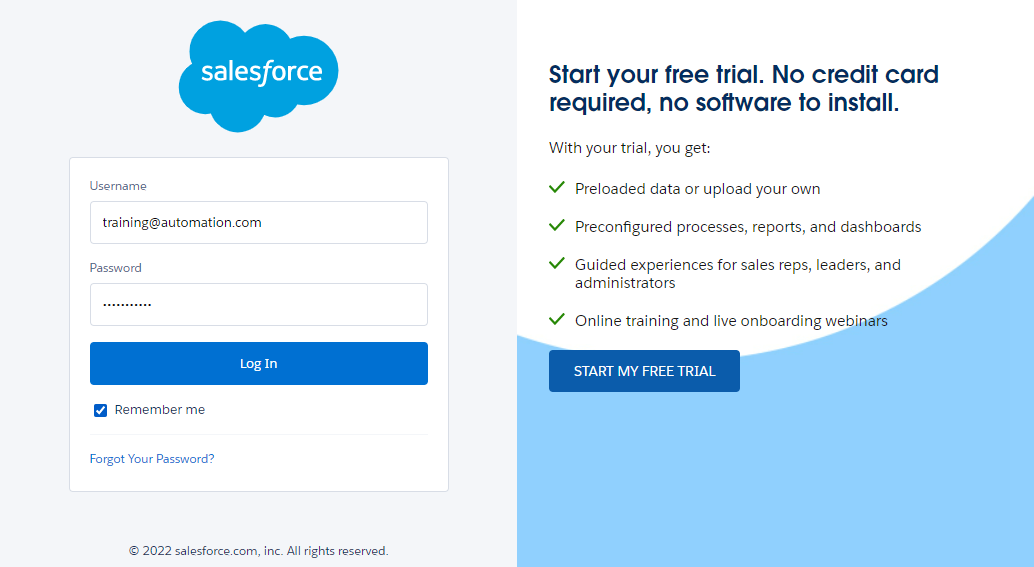 salesforce
Username
training@automation.com
Password
•••••••••••
Log In
Remember me
Forgot Your Password?
© 2022 salesforce.com, inc. All rights reserved.
Start your free trial. No credit card
required, no software to install.
With your trial, you get:
Preloaded data or upload your own
Preconfigured processes, reports, and dashboards
Guided experiences for sales reps, leaders, and
administrators
Online training and live onboarding webinars
START MY FREE TRIAL